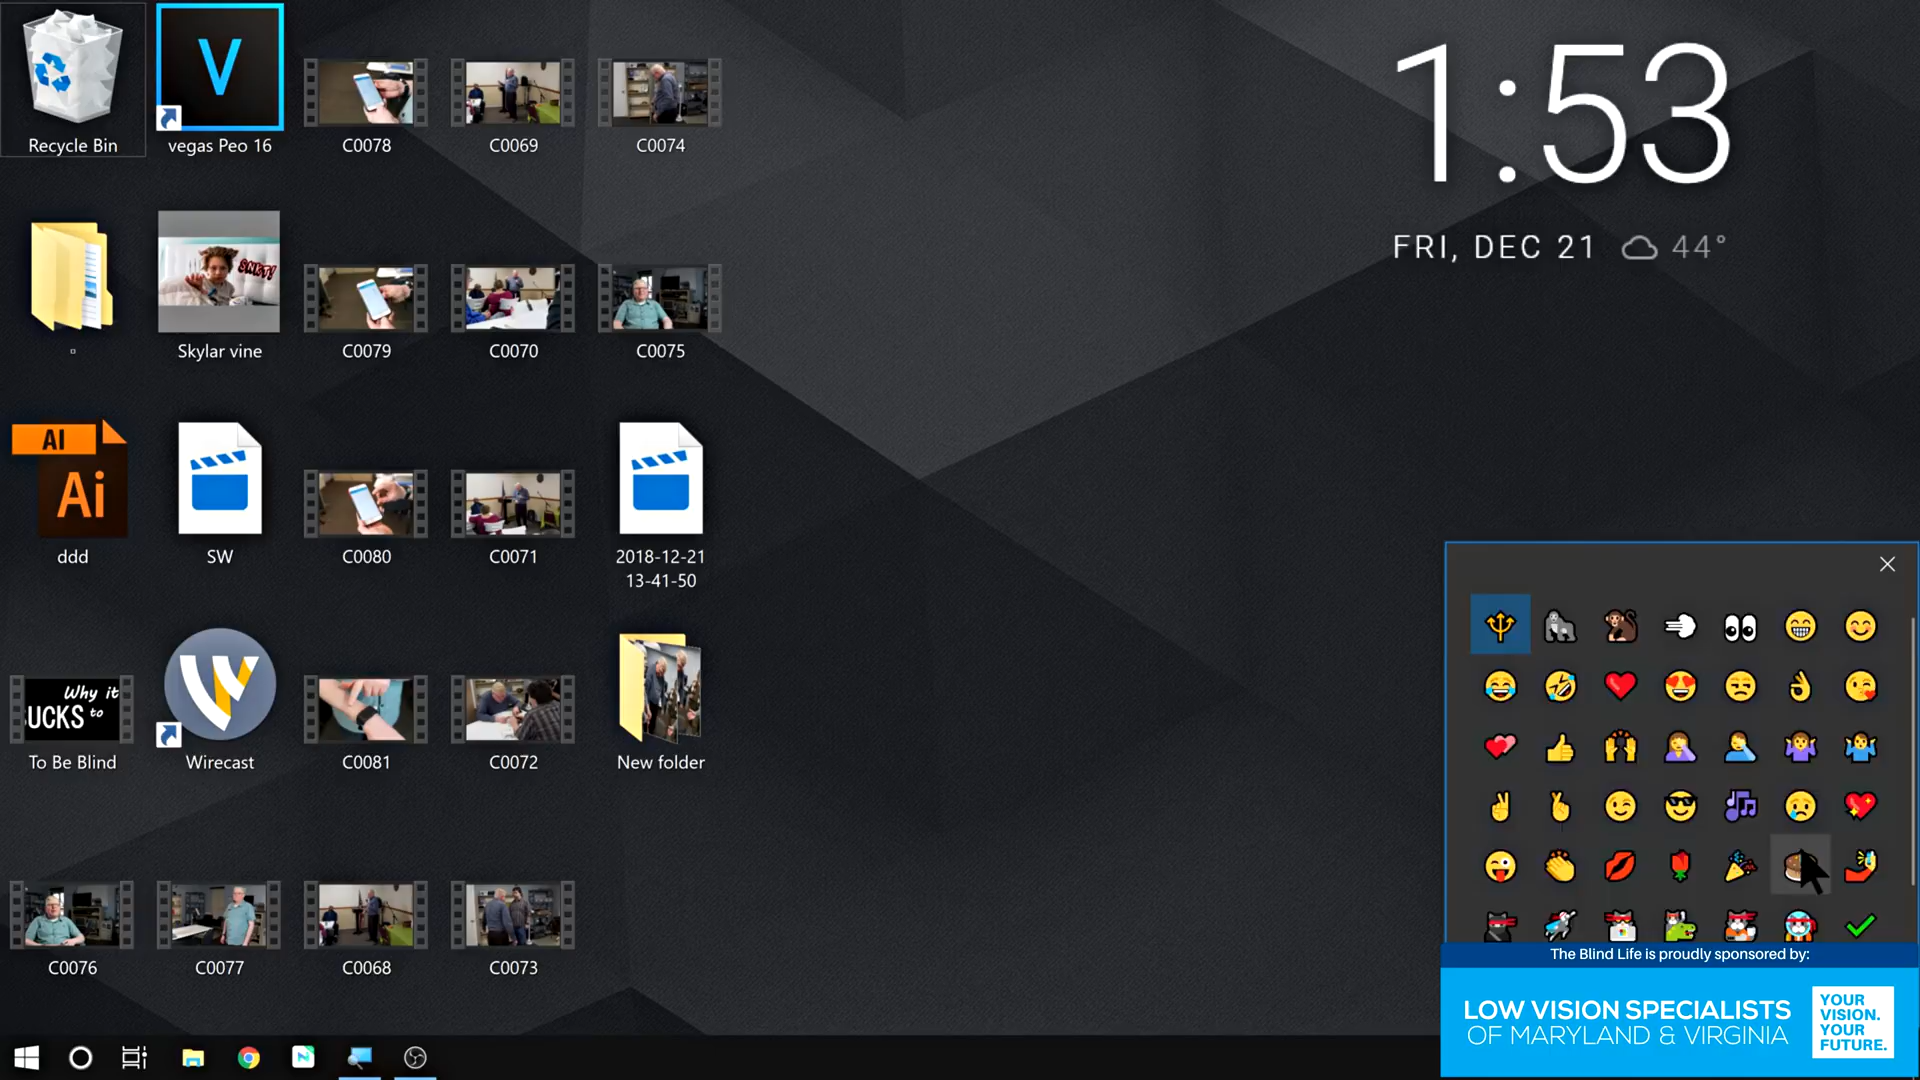 1:53
FRI, DEC 21 44°
Recycle Bin
vegas Peo 16
C0078
C0069
C0074
SNKT!
Skylar vine
C0079
C0070
C0075
AI
Ai
ddd
SW
C0080
C0071
2018-12-21
13-41-50
Why it
UCKS to
To Be Blind
Wirecast
C0081
C0072
New folder
C0076
C0077
C0068
C0073
The Blind Life is proudly sponsored by:
LOW VISION SPECIALISTS
OF MARYLAND & VIRGINIA
YOUR
VISION.
YOUR
FUTURE.